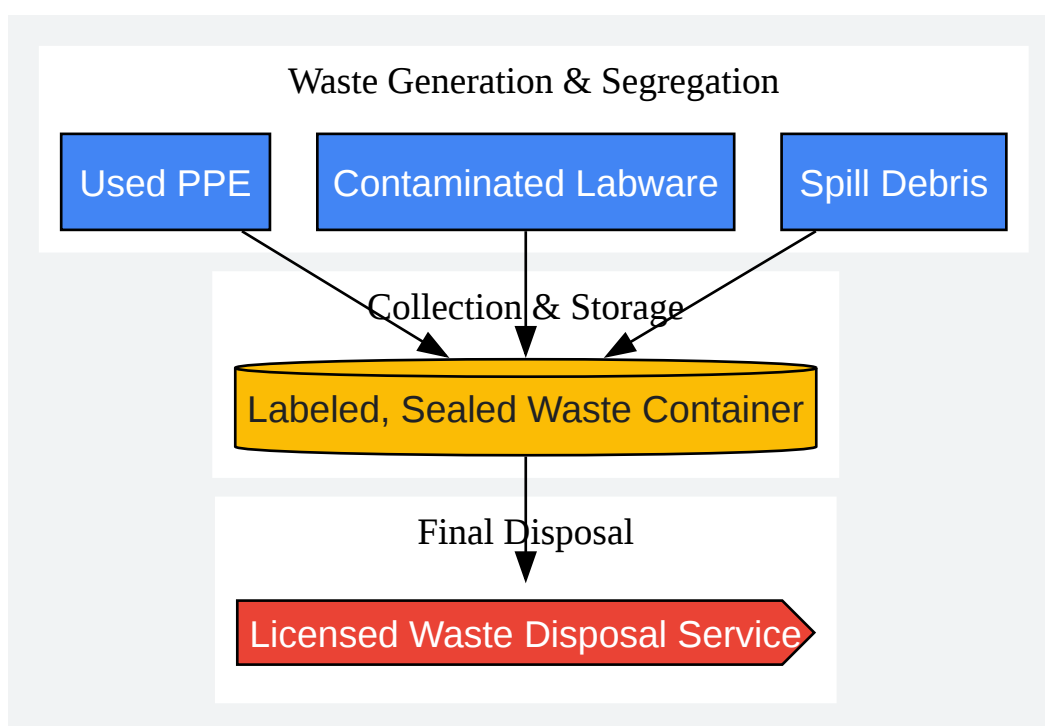 Waste Generation & Segregation
Used PPE
Contaminated Labware
Spill Debris
Collection & Storage
Labeled, Sealed Waste Container
Final Disposal
Licensed Waste Disposal Service